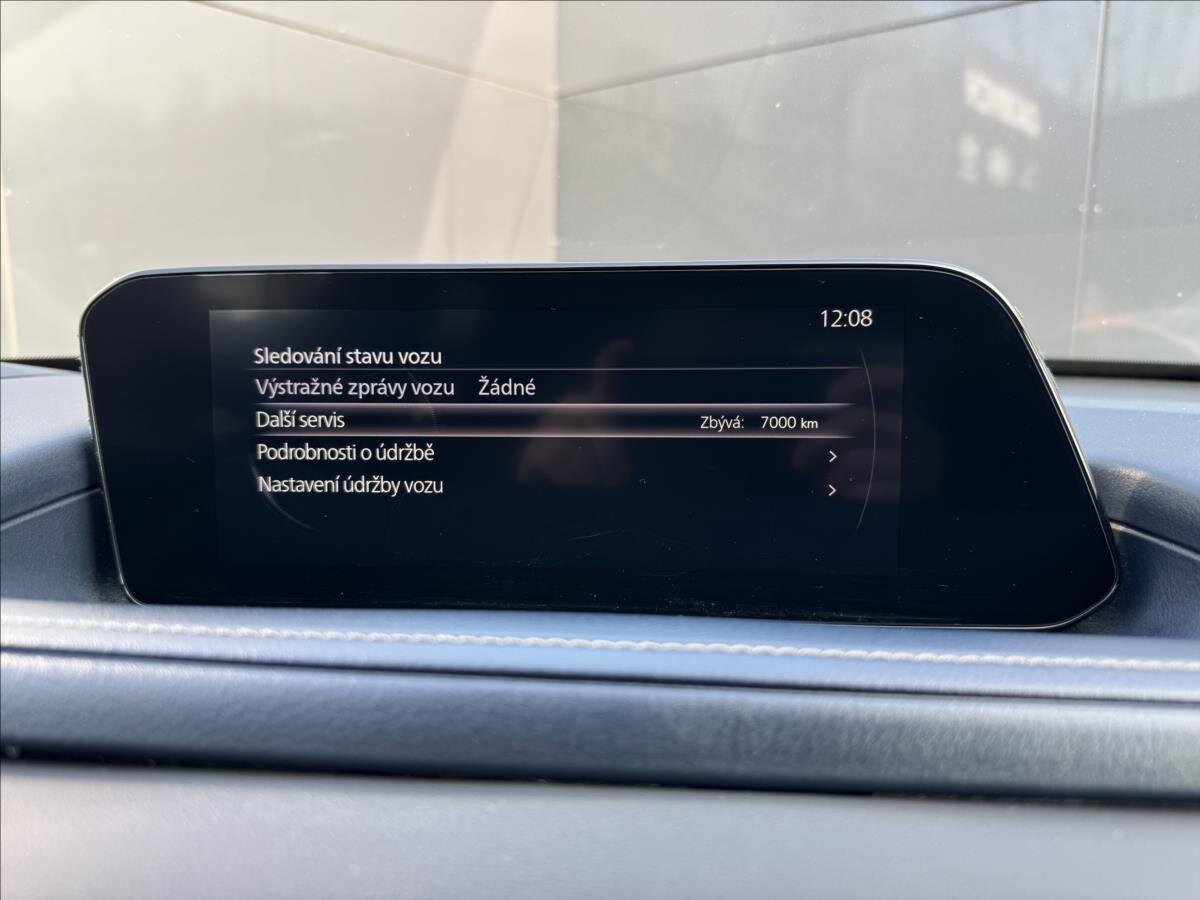 12:08
Sledování stavu vozu
Výstražné zprávy vozu Žádné
Další servis Zbývá: 7000 km
Podrobnosti o údržbě >
Nastavení údržby vozu >